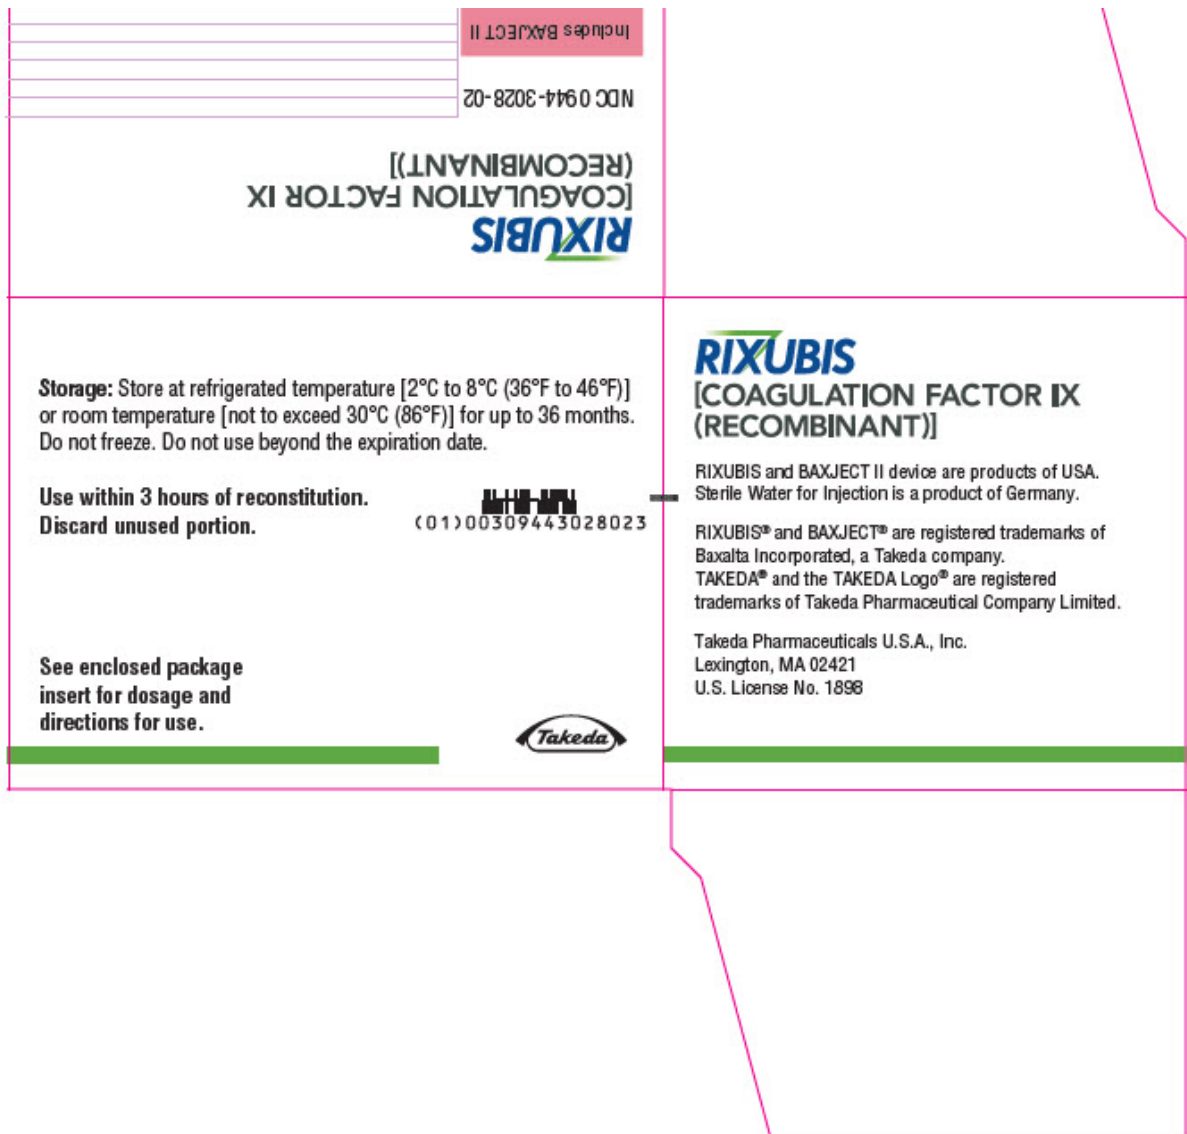 Includes BAXJECT II
NDC 0944-3028-02
RIXUBIS
[COAGULATION FACTOR IX
(RECOMBINANT)]
Storage: Store at refrigerated temperature [2°C to 8°C (36°F to 46°F)]
or room temperature [not to exceed 30°C (86°F)] for up to 36 months.
Do not freeze. Do not use beyond the expiration date.
Use within 3 hours of reconstitution.
Discard unused portion.
(01)00309443028023
See enclosed package
insert for dosage and
directions for use.
Takeda
RIXUBIS
[COAGULATION FACTOR IX
(RECOMBINANT)]
RIXUBIS and BAXJECT II device are products of USA.
Sterile Water for Injection is a product of Germany.
RIXUBIS® and BAXJECT® are registered trademarks of
Baxalta Incorporated, a Takeda company.
TAKEDA® and the TAKEDA Logo® are registered
trademarks of Takeda Pharmaceutical Company Limited.
Takeda Pharmaceuticals U.S.A., Inc.
Lexington, MA 02421
U.S. License No. 1898